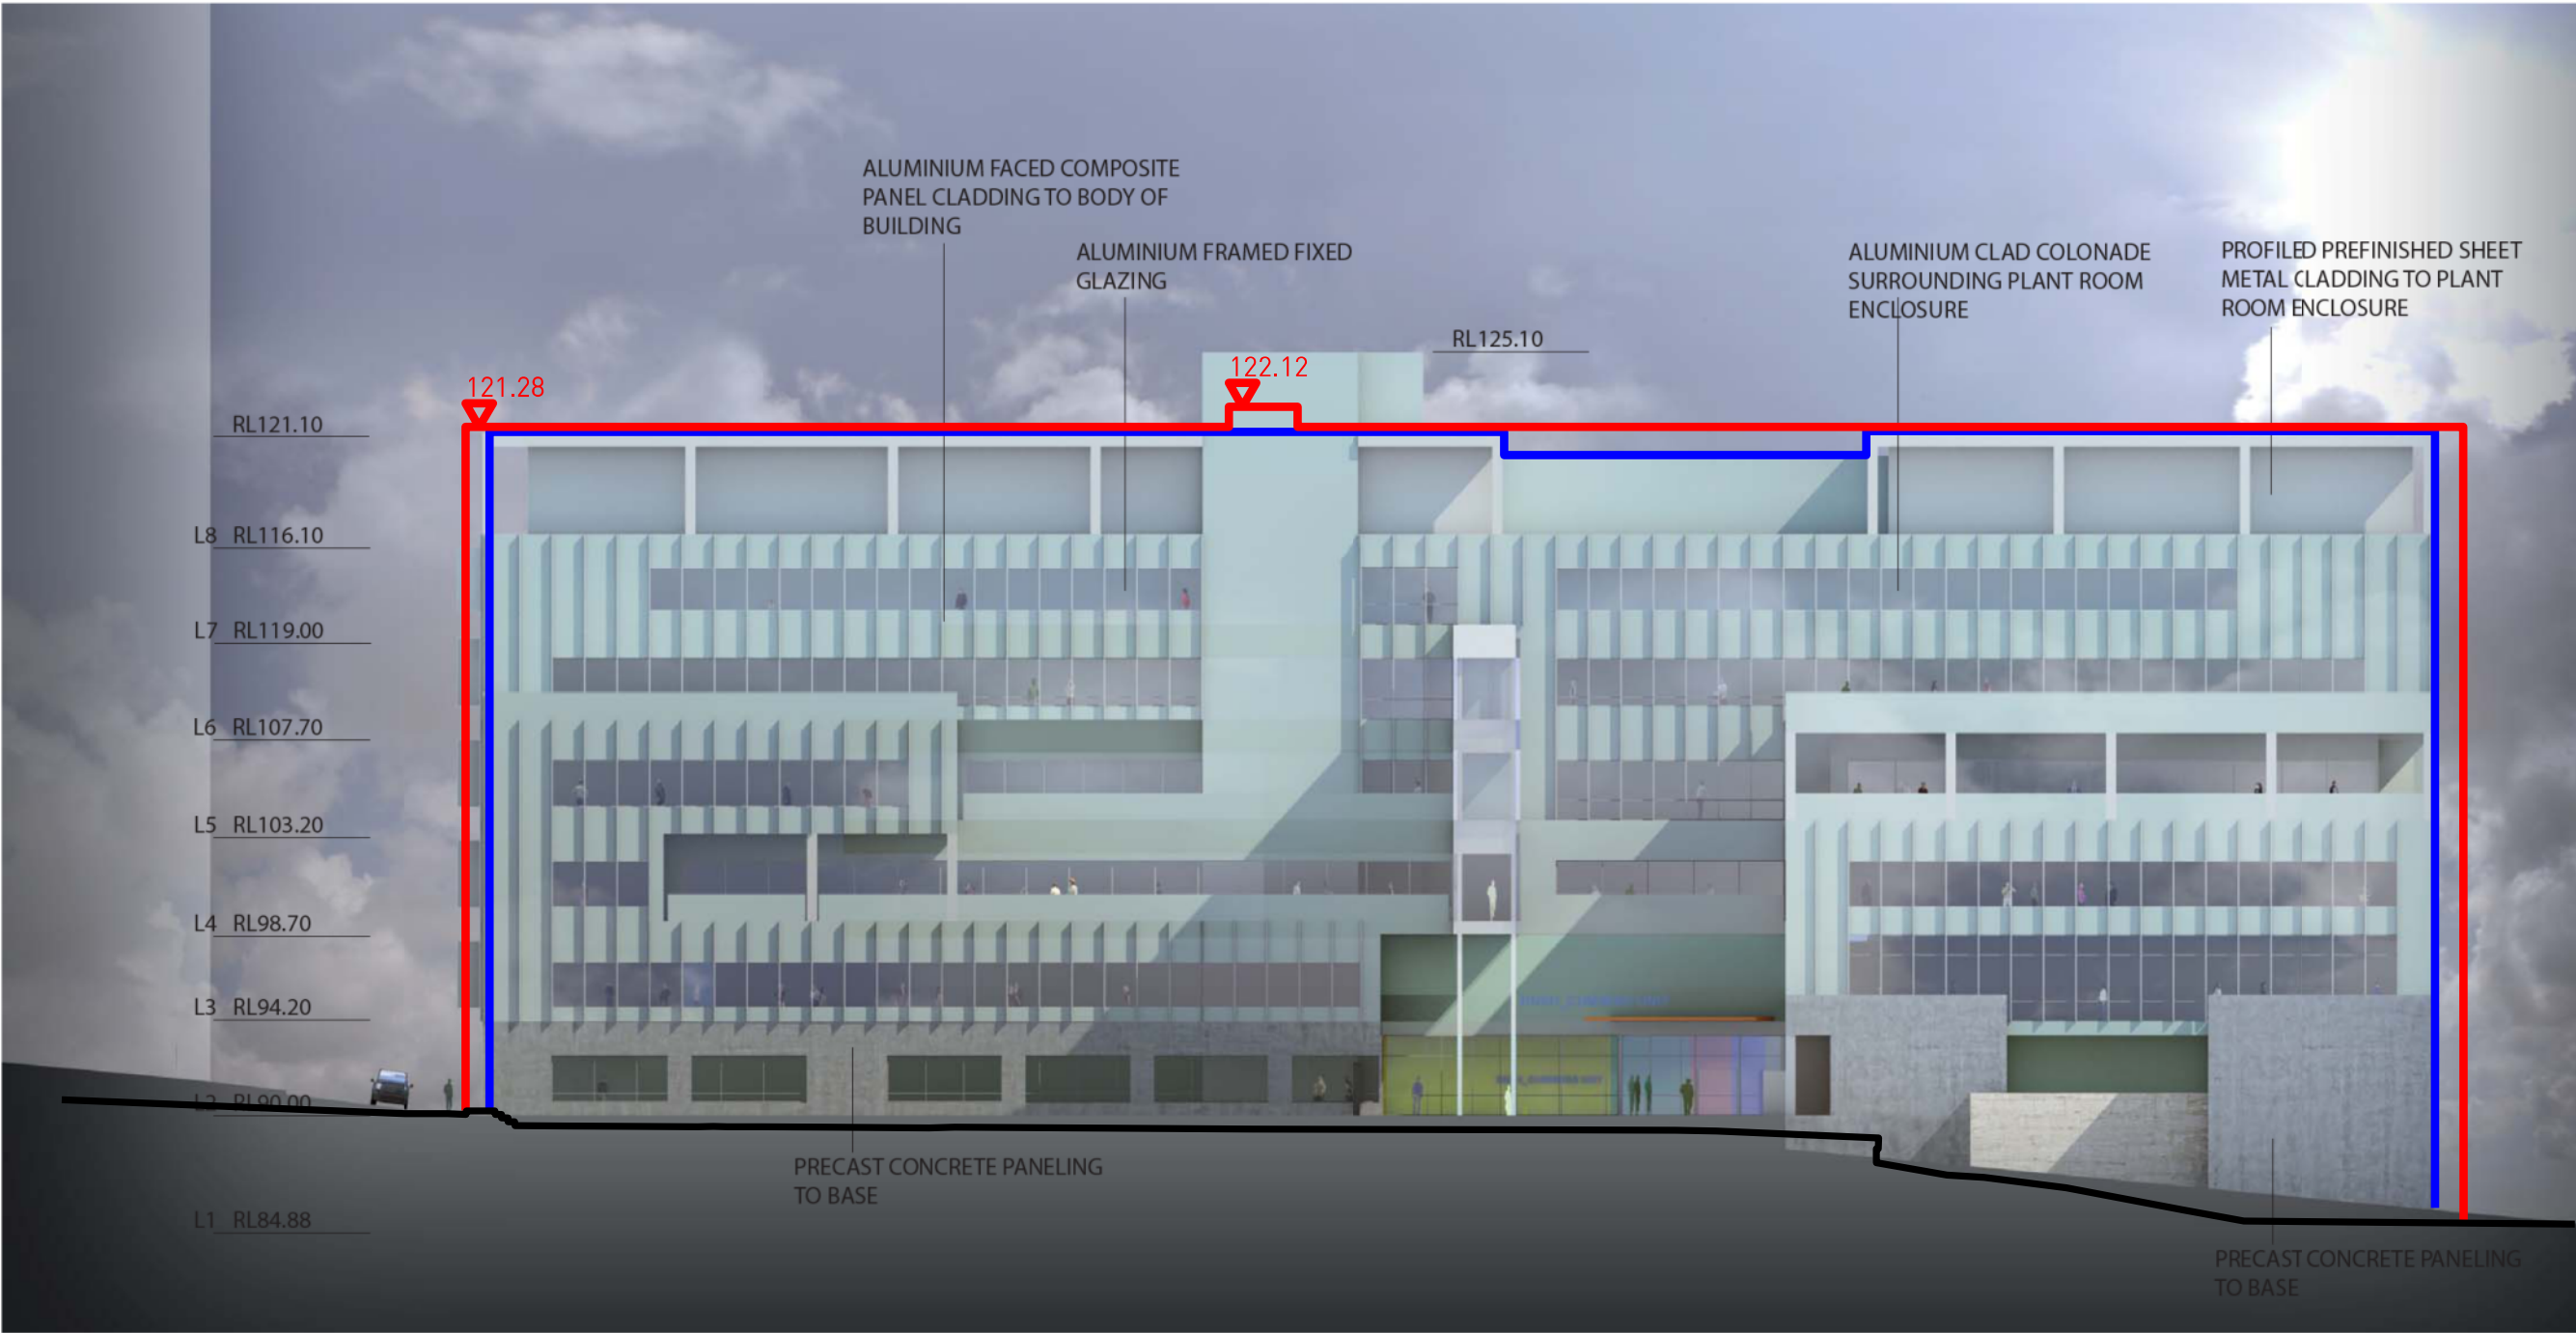 ALUMINIUM FACED COMPOSITE
PANEL CLADDING TO BODY OF
BUILDING
ALUMINIUM FRAMED FIXED
GLAZING
ALUMINIUM CLAD COLONADE
SURROUNDING PLANT ROOM
ENCLOSURE
PROFILED PREFINISHED SHEET
METAL CLADDING TO PLANT
ROOM ENCLOSURE
RL125.10
122.12
121.28
RL121.10
L8 RL116.10
L7 RL119.00
L6 RL107.70
L5 RL103.20
L4 RL98.70
L3 RL94.20
L2 RL90.00
L1 RL84.88
PRECAST CONCRETE PANELING
TO BASE
PRECAST CONCRETE PANELING
TO BASE